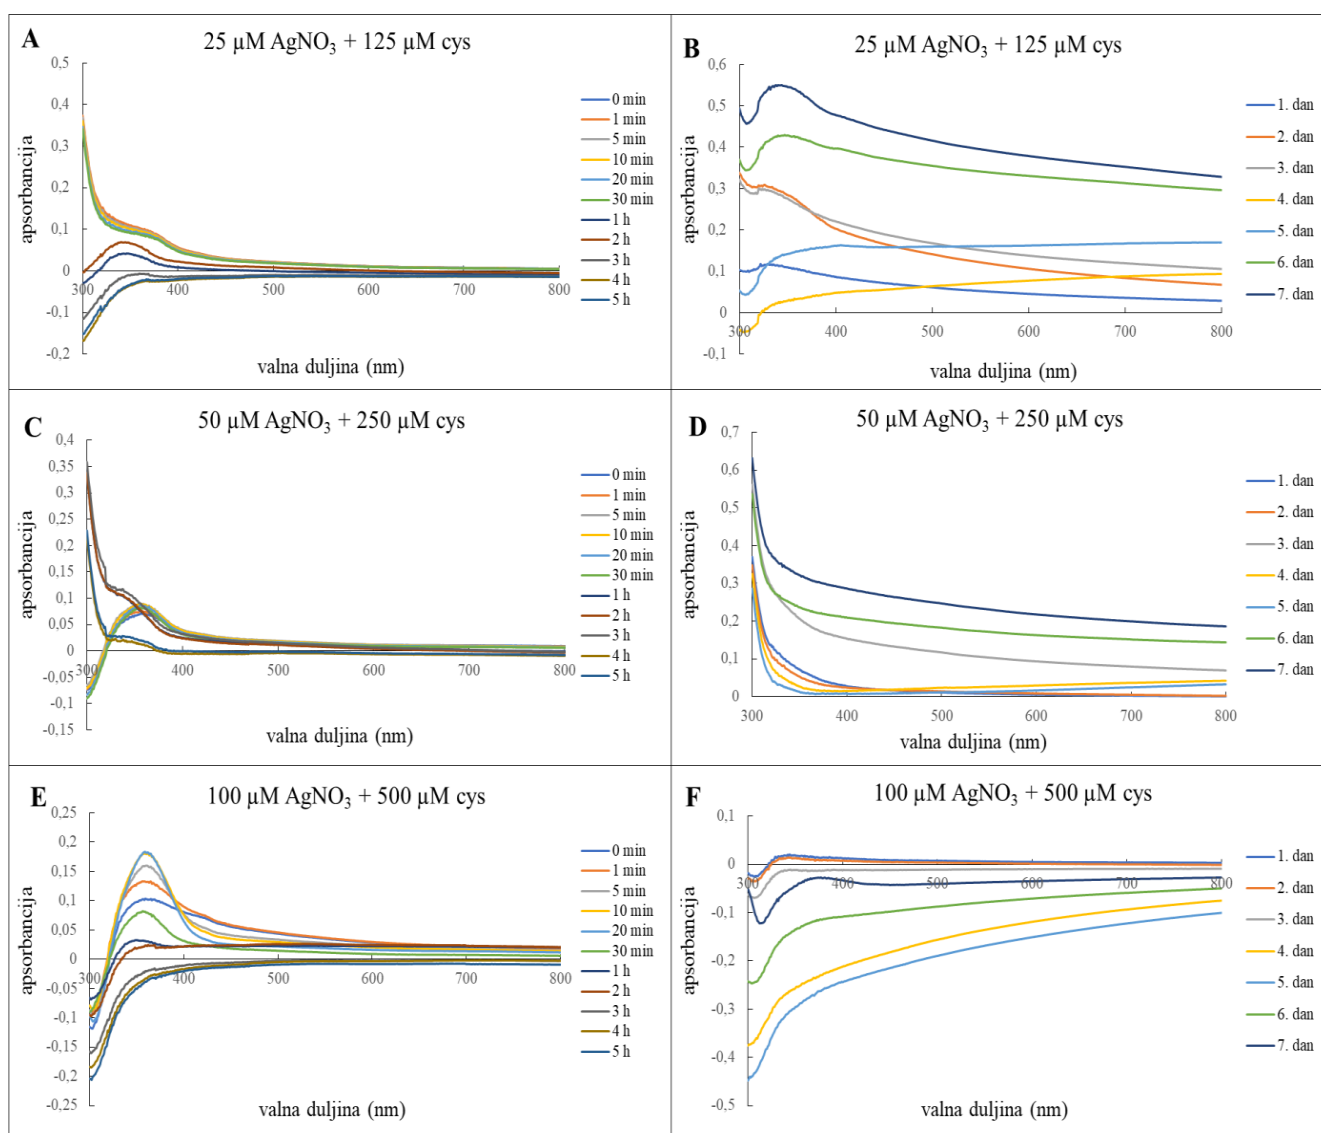 A
25 µM AgNO₃ + 125 µM cys
0,5
0,4
0,3
0,2
0,1
0
-0,1
-0,2
300
400
500
600
700
800
apsorbancija
valna duljina (nm)
0 min
1 min
5 min
10 min
20 min
30 min
1 h
2 h
3 h
4 h
5 h
B
25 µM AgNO₃ + 125 µM cys
0,6
0,5
0,4
0,3
0,2
0,1
0
-0,1
300
400
500
600
700
800
apsorbancija
valna duljina (nm)
1. dan
2. dan
3. dan
4. dan
5. dan
6. dan
7. dan
C
50 µM AgNO₃ + 250 µM cys
0,4
0,35
0,3
0,25
0,2
0,15
0,1
0,05
0
-0,05
-0,1
-0,15
300
400
500
600
700
800
apsorbancija
valna duljina (nm)
0 min
1 min
5 min
10 min
20 min
30 min
1 h
2 h
3 h
4 h
5 h
D
50 µM AgNO₃ + 250 µM cys
0,7
0,6
0,5
0,4
0,3
0,2
0,1
0
300
400
500
600
700
800
apsorbancija
valna duljina (nm)
1. dan
2. dan
3. dan
4. dan
5. dan
6. dan
7. dan
E
100 µM AgNO₃ + 500 µM cys
0,25
0,2
0,15
0,1
0,05
0
-0,05
-0,1
-0,15
-0,2
-0,25
300
400
500
600
700
800
apsorbancija
valna duljina (nm)
0 min
1 min
5 min
10 min
20 min
30 min
1 h
2 h
3 h
4 h
5 h
F
100 µM AgNO₃ + 500 µM cys
0,1
0
-0,1
-0,2
-0,3
-0,4
-0,5
300
400
500
600
700
800
apsorbancija
valna duljina (nm)
1. dan
2. dan
3. dan
4. dan
5. dan
6. dan
7. dan